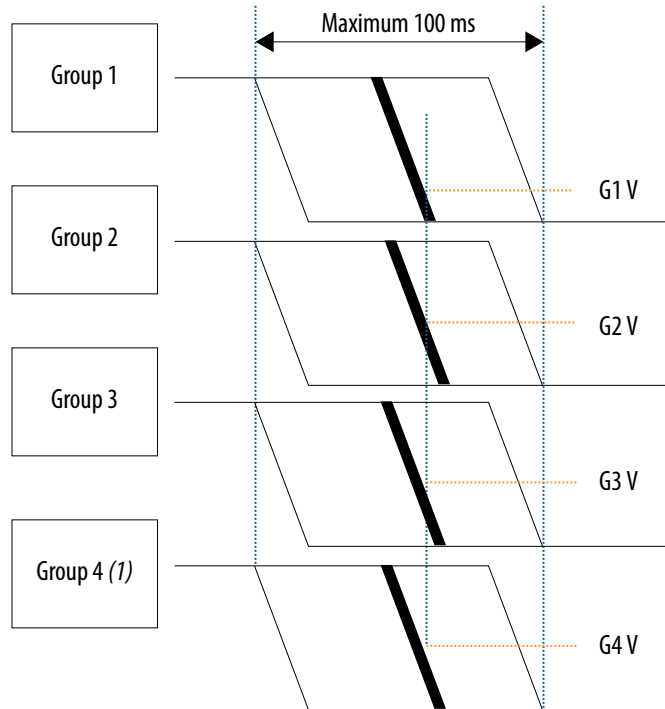 Maximum 100 ms
Group 1
G1 V
Group 2
G2 V
Group 3
G3 V
Group 4 (1)
G4 V